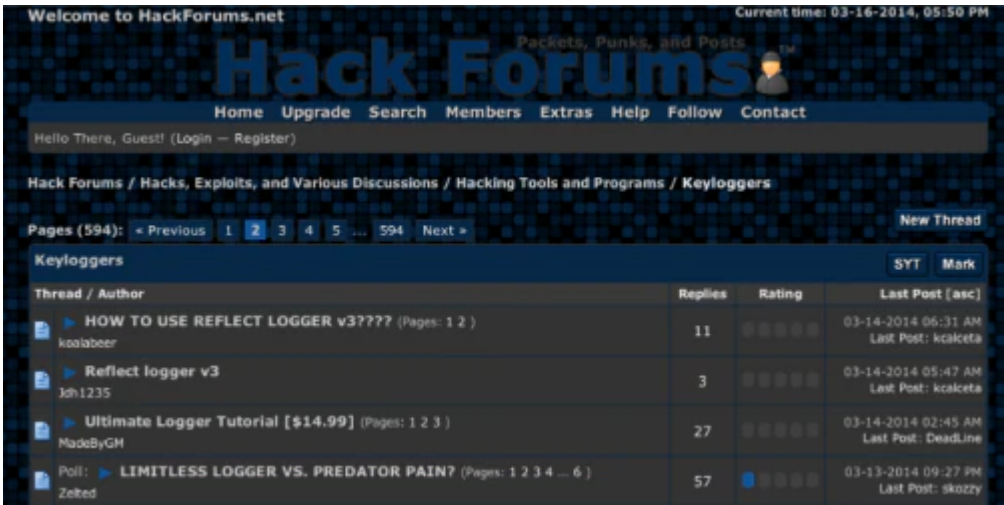 Welcome to HackForums.net Current time: 03-16-2014, 05:50 PM
Packets, Punks, and Posts TM
Hack Forums
Home Upgrade Search Members Extras Help Follow Contact
Hello There, Guest! (Login — Register)
Hack Forums / Hacks, Exploits, and Various Discussions / Hacking Tools and Programs / Keyloggers
New Thread
Pages (594): « Previous 1 2 3 4 5 ... 594 Next »
Keyloggers SYT Mark
Thread / Author Replies Rating Last Post [asc]
HOW TO USE REFLECT LOGGER v3???? (Pages: 1 2 ) 11 03-14-2014 06:31 AM
koalabeer Last Post: kcalceta
Reflect logger v3 3 03-14-2014 05:47 AM
Jdh1235 Last Post: kcalceta
Ultimate Logger Tutorial [$14.99] (Pages: 1 2 3 ) 27 03-14-2014 02:45 AM
MadeByGM Last Post: DeadLine
Poll: LIMITLESS LOGGER VS. PREDATOR PAIN? (Pages: 1 2 3 4 ... 6 ) 57 03-13-2014 09:27 PM
Zelted Last Post: skozzy